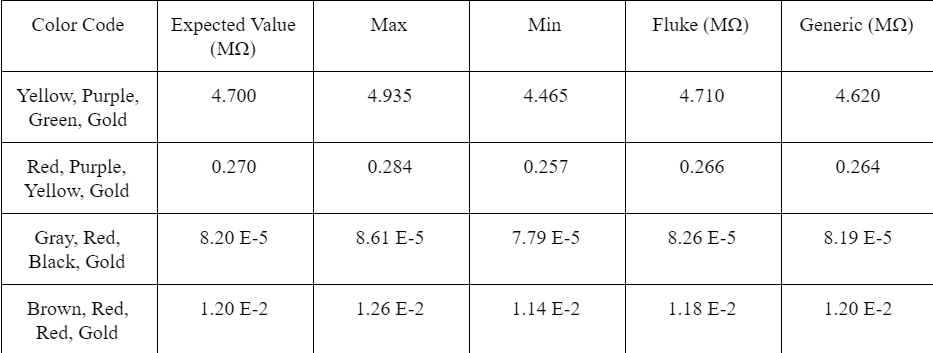 Color Code Expected Value (MΩ) Max Min Fluke (MΩ) Generic (MΩ)
Yellow, Purple, Green, Gold 4.700 4.935 4.465 4.710 4.620
Red, Purple, Yellow, Gold 0.270 0.284 0.257 0.266 0.264
Gray, Red, Black, Gold 8.20 E-5 8.61 E-5 7.79 E-5 8.26 E-5 8.19 E-5
Brown, Red, Red, Gold 1.20 E-2 1.26 E-2 1.14 E-2 1.18 E-2 1.20 E-2